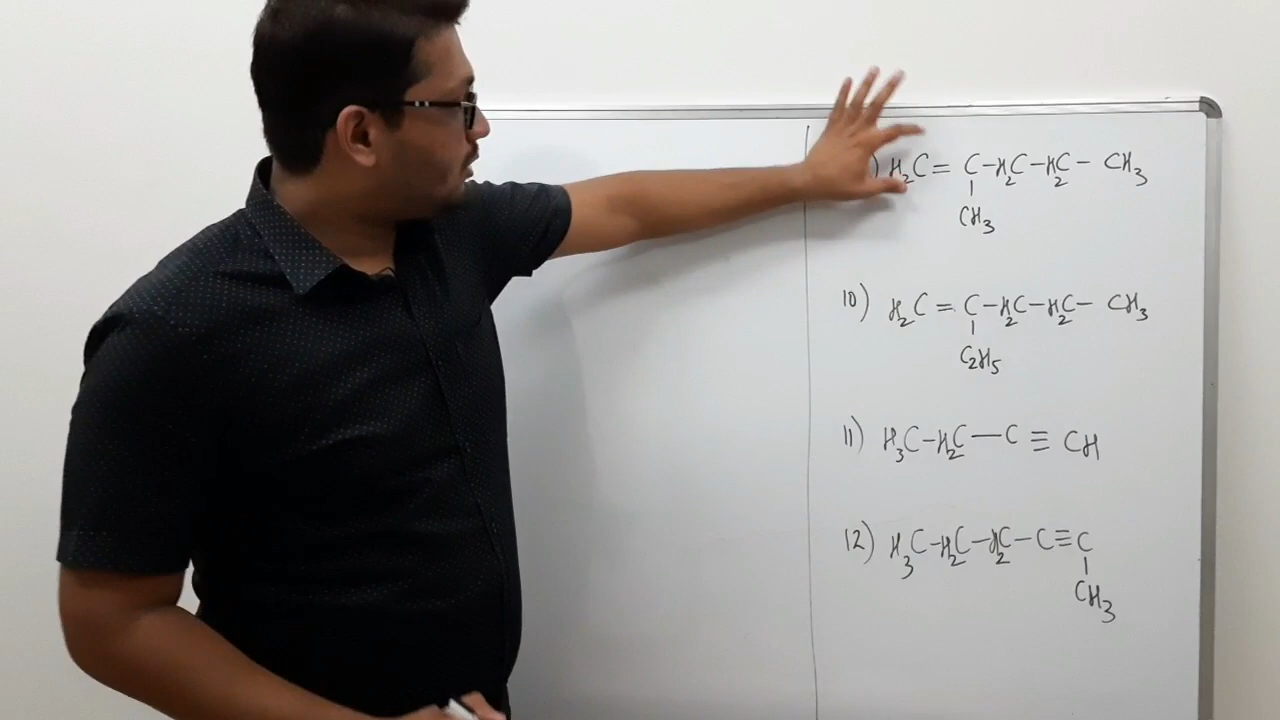 ) H₂C = C - H₂C - H₂C - CH₃
|
CH₃
10) H₂C = C - H₂C - H₂C - CH₃
|
C₂H₅
11) H₃C - H₂C — C ≡ CH
12) H₃C - H₂C - H₂C - C ≡ C
|
CH₃